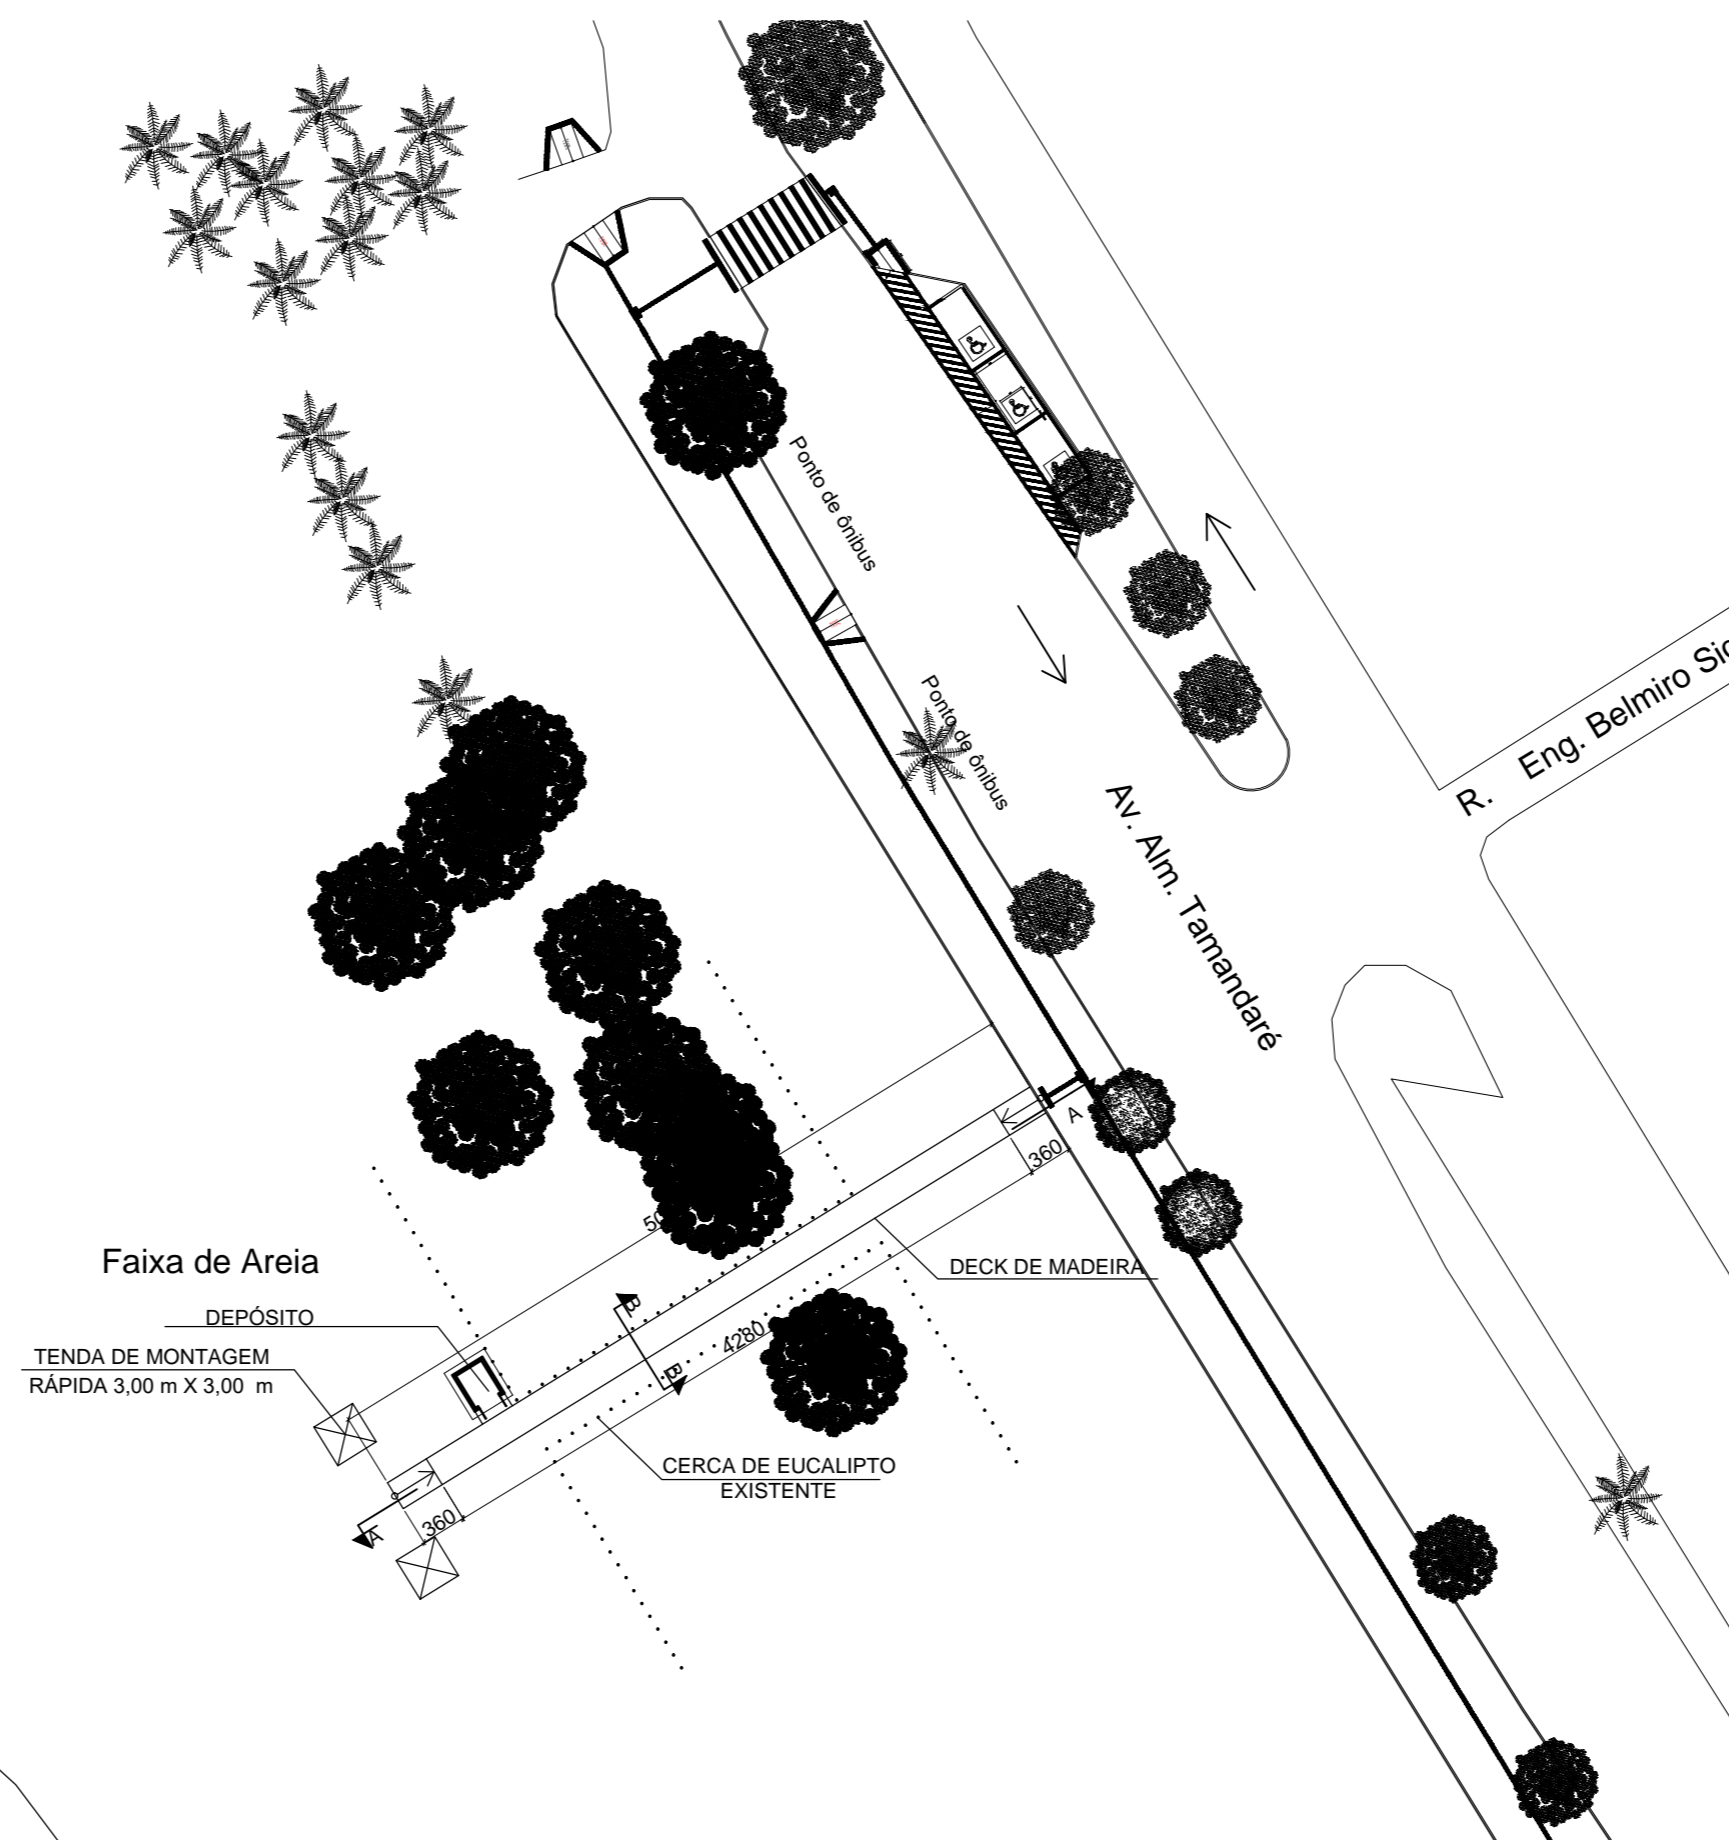 Ponto de ônibus
Ponto de ônibus
Av. Alm. Tamandaré
R. Eng. Belmiro
A
360
50
DECK DE MADEIRA
Faixa de Areia
DEPÓSITO
TENDA DE MONTAGEM
RÁPIDA 3,00 m X 3,00 m
B
B
4280
CERCA DE EUCALIPTO
EXISTENTE
360
A